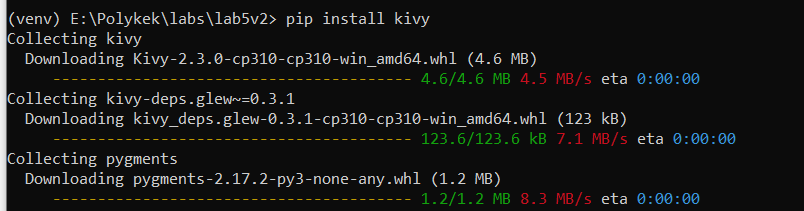 (venv) E:\Polykek\labs\lab5v2> pip install kivy
Collecting kivy
  Downloading Kivy-2.3.0-cp310-cp310-win_amd64.whl (4.6 MB)
     ---------------------------------------- 4.6/4.6 MB 4.5 MB/s eta 0:00:00
Collecting kivy-deps.glew~=0.3.1
  Downloading kivy_deps.glew-0.3.1-cp310-cp310-win_amd64.whl (123 kB)
     ---------------------------------------- 123.6/123.6 kB 7.1 MB/s eta 0:00:00
Collecting pygments
  Downloading pygments-2.17.2-py3-none-any.whl (1.2 MB)
     ---------------------------------------- 1.2/1.2 MB 8.3 MB/s eta 0:00:00